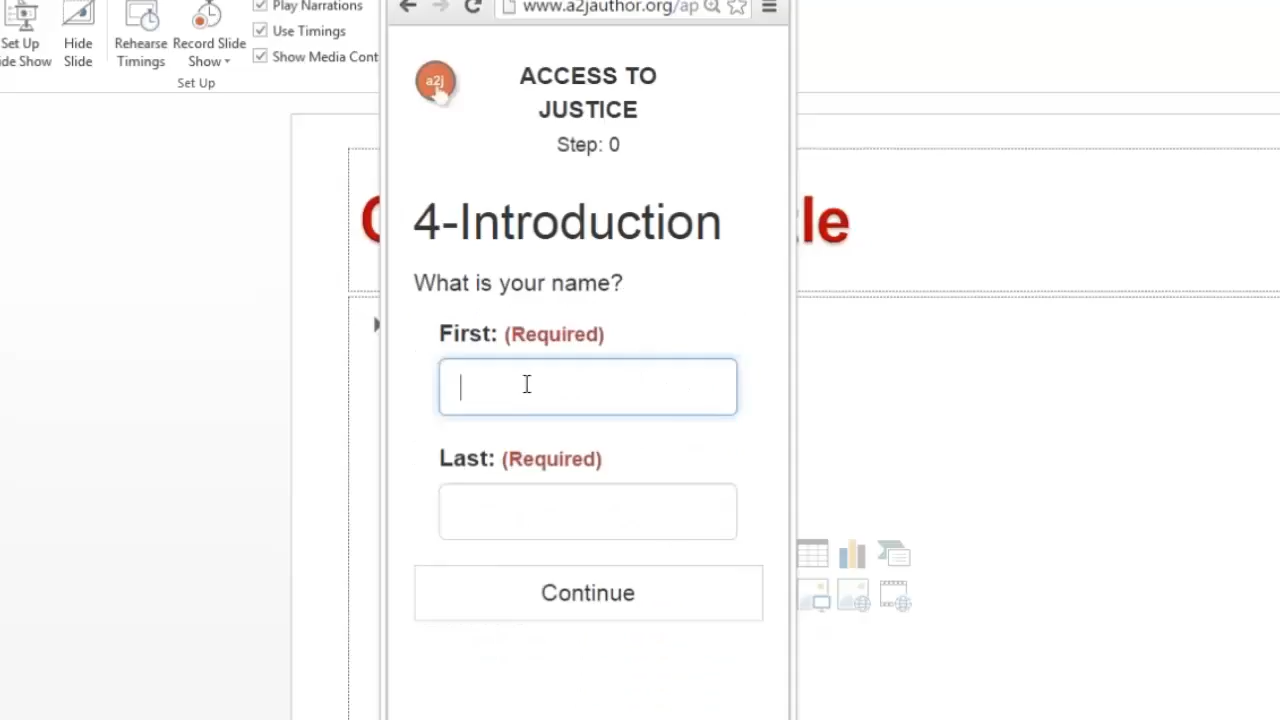 Set Up
de Show
Hide
Slide
Rehearse
Timings
Record Slide
Show
Play Narrations
Use Timings
Show Media Cont
Set Up
www.a2jauthor.org/ap
a2j
ACCESS TO
JUSTICE
Step: 0
4-Introduction
What is your name?
First: (Required)
Last: (Required)
Continue
C
le